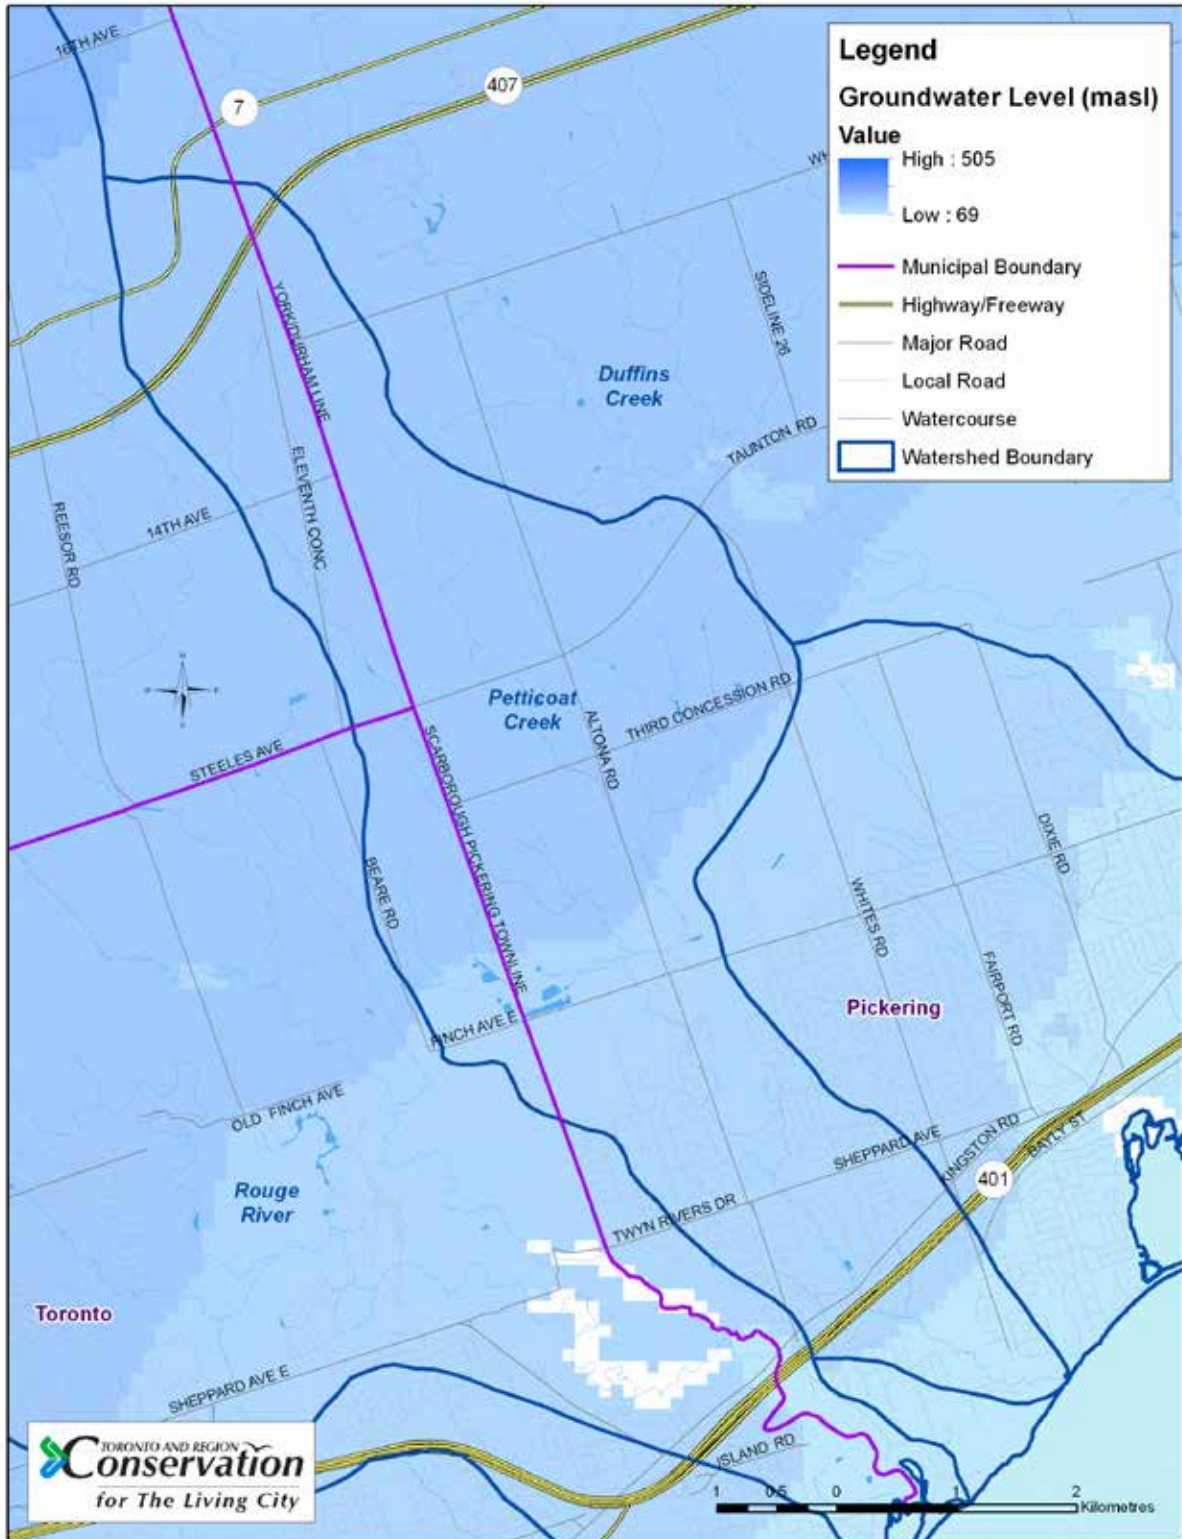 16TH AVE
7
407
WH
Legend
Groundwater Level (masl)
Value
High : 505
Low : 69
Municipal Boundary
Highway/Freeway
Major Road
Local Road
Watercourse
Watershed Boundary
YORK/DURHAM LINE
SIDELINE 26
Duffins
Creek
TAUNTON RD
ELEVENTH CONC
REESOR RD
14TH AVE
Petticoat
Creek
THIRD CONCESSION RD
ALTONA RD
STEELES AVE
SCARBOROUGH PICKERING TOWNLINE
BEARE RD
DIXIE RD
WHITES RD
FAIRPORT RD
Pickering
FINCH AVE E
OLD FINCH AVE
SHEPPARD AVE
KINGSTON RD
BAYLY ST
401
Rouge
River
TWYN RIVERS DR
Toronto
SHEPPARD AVE E
ISLAND RD
TORONTO AND REGION
Conservation
for The Living City
1 0.5 0 1 2
Kilometres